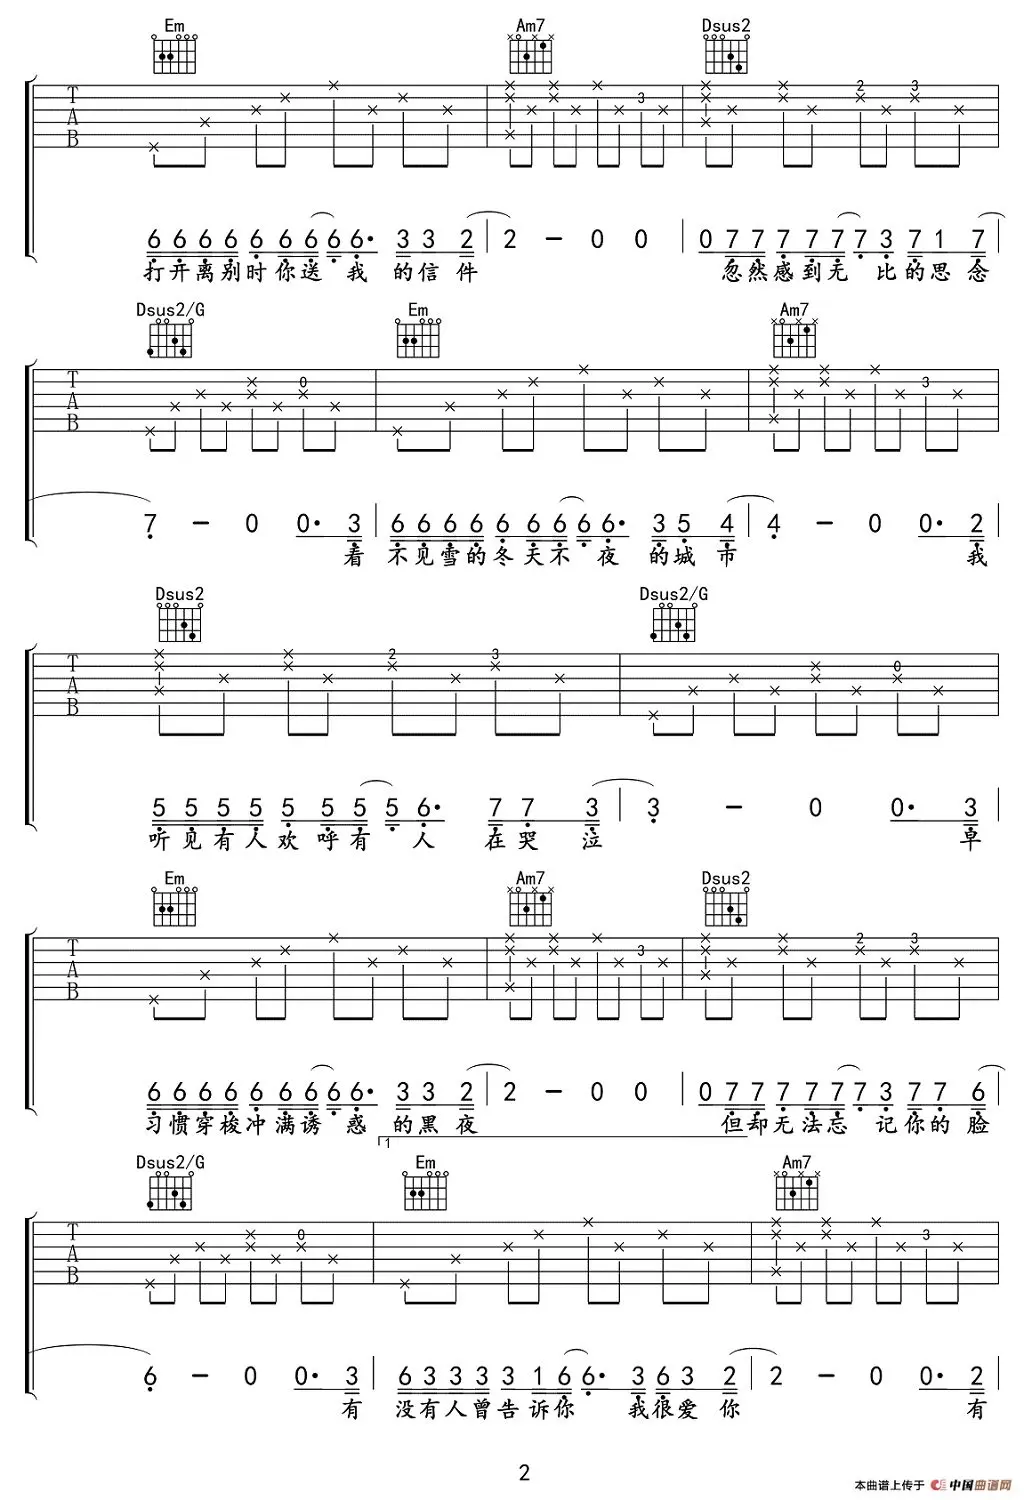 Em Am7 Dsus2
T 3 2 3
A
B
6 6 6 6 6 6 6 6 6· 3 3 2 | 2 – 0 0 | 0 7 7 7 7 7 7 3 7 1 7
打开离别时你送 我 的信件 忽然感到无 比的思念
Dsus2/G Em Am7
T 0 3
A
B
7 – 0 0· 3 | 6 6 6 6 6 6 6 6 6· 3 5 4 | 4 – 0 0· 2
看 不见雪的冬天不 夜 的城市 我
Dsus2 Dsus2/G
T 2 3 0
A
B
5 5 5 5 5 5 5 5 6· 7 7 3 | 3 – 0 0· 3
听见有人欢呼有 人 在哭泣 早
Em Am7 Dsus2
T 3 2 3
A
B
6 6 6 6 6 6 6 6 6· 3 3 2 | 2 – 0 0 | 0 7 7 7 7 7 7 3 7 7 6
习惯穿梭冲满诱 惑 的黑夜 但却无法忘 记你的脸
1
Dsus2/G Em Am7
T 0 3
A
B
6 – 0 0· 3 | 6 3 3 3 3 1 6 6· 3 6 3 2 | 2 – 0 0· 2
有 没有人曾告诉你 我很爱你 有
2
本曲谱上传于 中国曲谱网